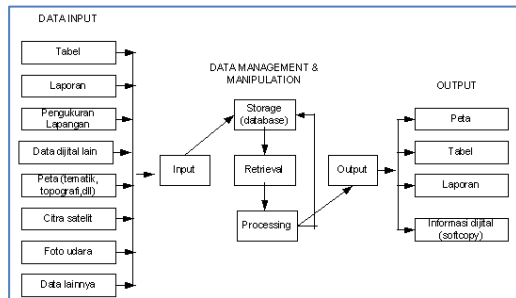 DATA INPUT
Tabel
Laporan
Pengukuran
Lapangan
Data dijital lain
Peta (tematik,
topografi,dll)
Citra satelit
Foto udara
Data lainnya
Input
DATA MANAGEMENT &
MANIPULATION
Storage
(database)
Retrieval
Processing
Output
OUTPUT
Peta
Tabel
Laporan
Informasi dijital
(softcopy)